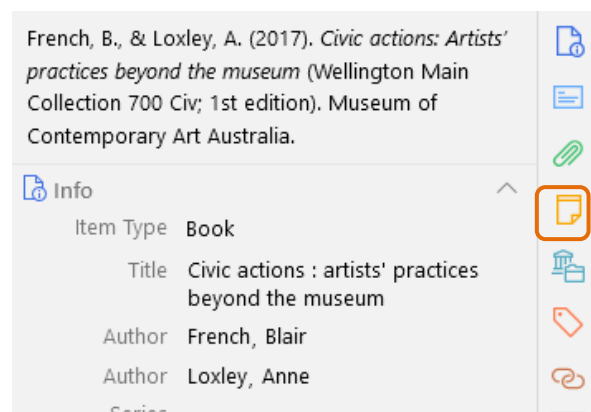 French, B., & Loxley, A. (2017). Civic actions: Artists'
practices beyond the museum (Wellington Main
Collection 700 Civ; 1st edition). Museum of
Contemporary Art Australia.
Info
Item Type Book
Title Civic actions : artists' practices
beyond the museum
Author French, Blair
Author Loxley, Anne
Series